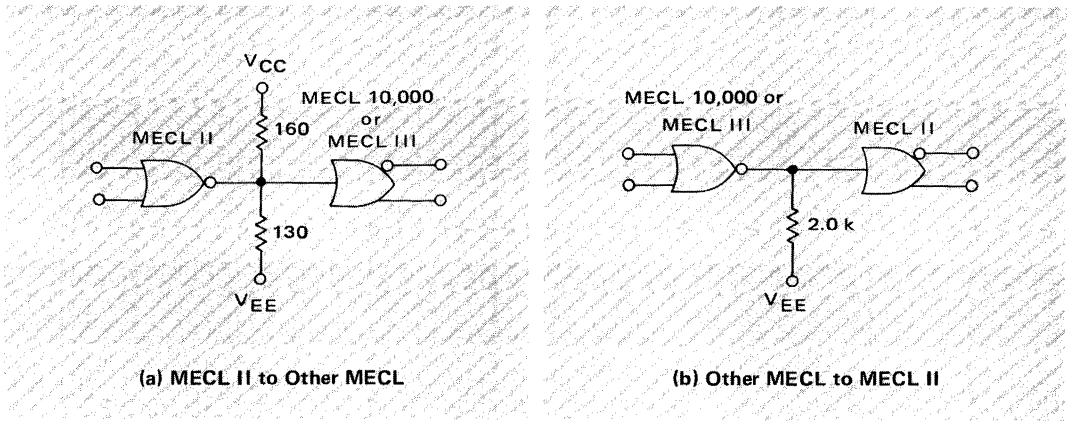 VCC
MECL 10,000
or
MECL III
160
MECL II
130
VEE
(a) MECL II to Other MECL
MECL 10,000 or
MECL III
MECL II
2.0 k
VEE
(b) Other MECL to MECL II